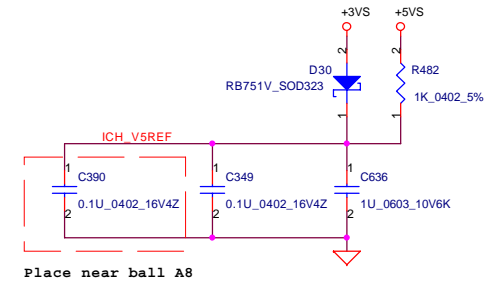 +3VS
+5VS
2
2
D30
RB751V_SOD323
R482
1K_0402_5%
1
1
ICH_V5REF
1
C390
2
0.1U_0402_16V4Z
1
C349
2
0.1U_0402_16V4Z
1
C636
2
1U_0603_10V6K
Place near ball A8